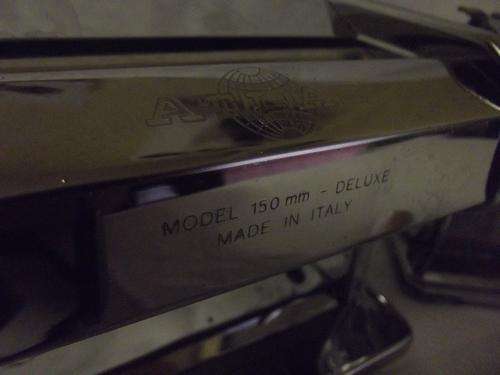 MODEL 150 mm - DELUXE
MADE IN ITALY